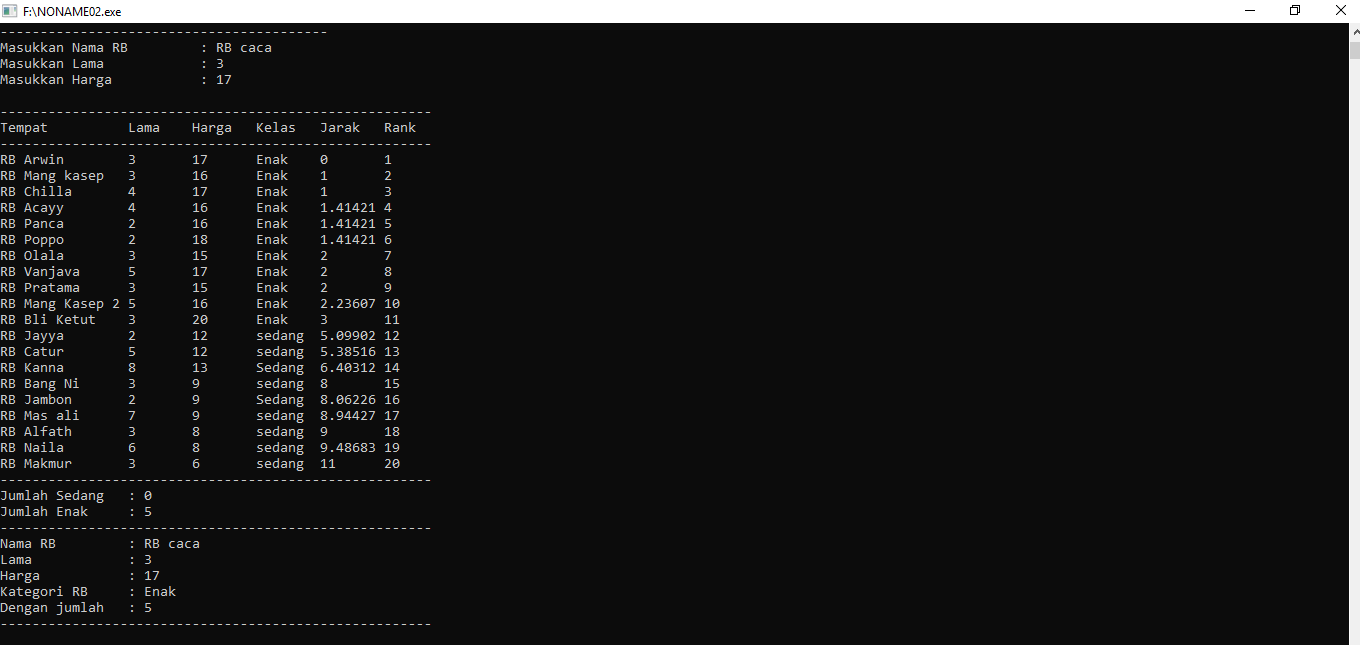 F:\NONAME02.exe
-----------------------------------------
Masukkan Nama RB : RB caca
Masukkan Lama : 3
Masukkan Harga : 17
------------------------------------------------------
Tempat Lama Harga Kelas Jarak Rank
------------------------------------------------------
RB Arwin 3 17 Enak 0 1
RB Mang kasep 3 16 Enak 1 2
RB Chilla 4 17 Enak 1 3
RB Acayy 4 16 Enak 1.41421 4
RB Panca 2 16 Enak 1.41421 5
RB Poppo 2 18 Enak 1.41421 6
RB Olala 3 15 Enak 2 7
RB Vanjava 5 17 Enak 2 8
RB Pratama 3 15 Enak 2 9
RB Mang Kasep 2 5 16 Enak 2.23607 10
RB Bli Ketut 3 20 Enak 3 11
RB Jayya 2 12 sedang 5.09902 12
RB Catur 5 12 sedang 5.38516 13
RB Kanna 8 13 Sedang 6.40312 14
RB Bang Ni 3 9 sedang 8 15
RB Jambon 2 9 Sedang 8.06226 16
RB Mas ali 7 9 sedang 8.94427 17
RB Alfath 3 8 sedang 9 18
RB Naila 6 8 sedang 9.48683 19
RB Makmur 3 6 sedang 11 20
------------------------------------------------------
Jumlah Sedang : 0
Jumlah Enak : 5
------------------------------------------------------
Nama RB : RB caca
Lama : 3
Harga : 17
Kategori RB : Enak
Dengan jumlah : 5
------------------------------------------------------